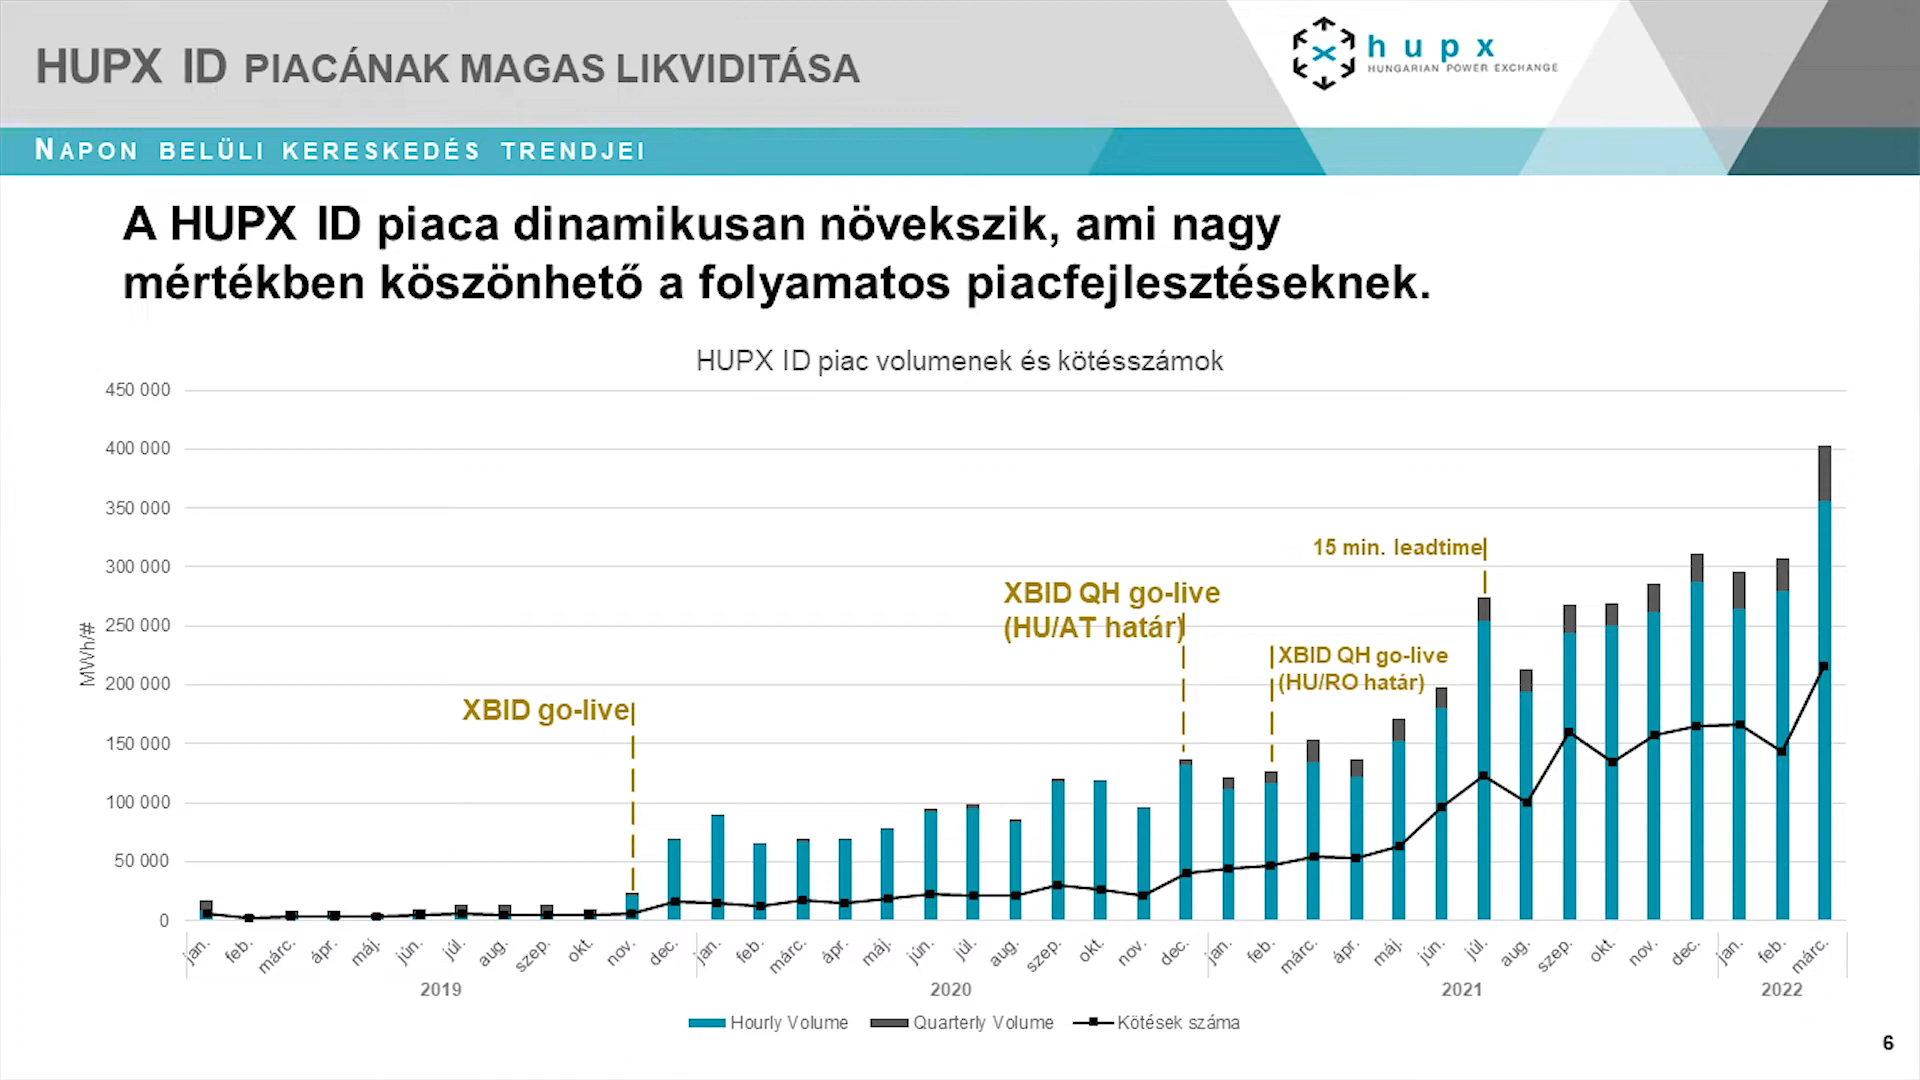 HUPX ID PIACÁNAK MAGAS LIKVIDITÁSA
hupx
HUNGARIAN POWER EXCHANGE
NAPON BELÜLI KERESKEDÉS TRENDJEI
A HUPX ID piaca dinamikusan növekszik, ami nagy
mértékben köszönhető a folyamatos piacfejlesztéseknek.
HUPX ID piac volumenek és kötésszámok
450 000
400 000
350 000
300 000
250 000
200 000
150 000
100 000
50 000
0
MWh/#
XBID go-live
XBID QH go-live
(HU/AT határ)
XBID QH go-live
(HU/RO határ)
15 min. leadtime
jan. feb. márc. ápr. máj. jún. júl. aug. szep. okt. nov. dec. jan. feb. márc. ápr. máj. jún. júl. aug. szep. okt. nov. dec. jan. feb. márc. ápr. máj. jún. júl. aug. szep. okt. nov. dec. jan. feb. márc.
2019 2020 2021 2022
Hourly Volume Quarterly Volume Kötések száma
6